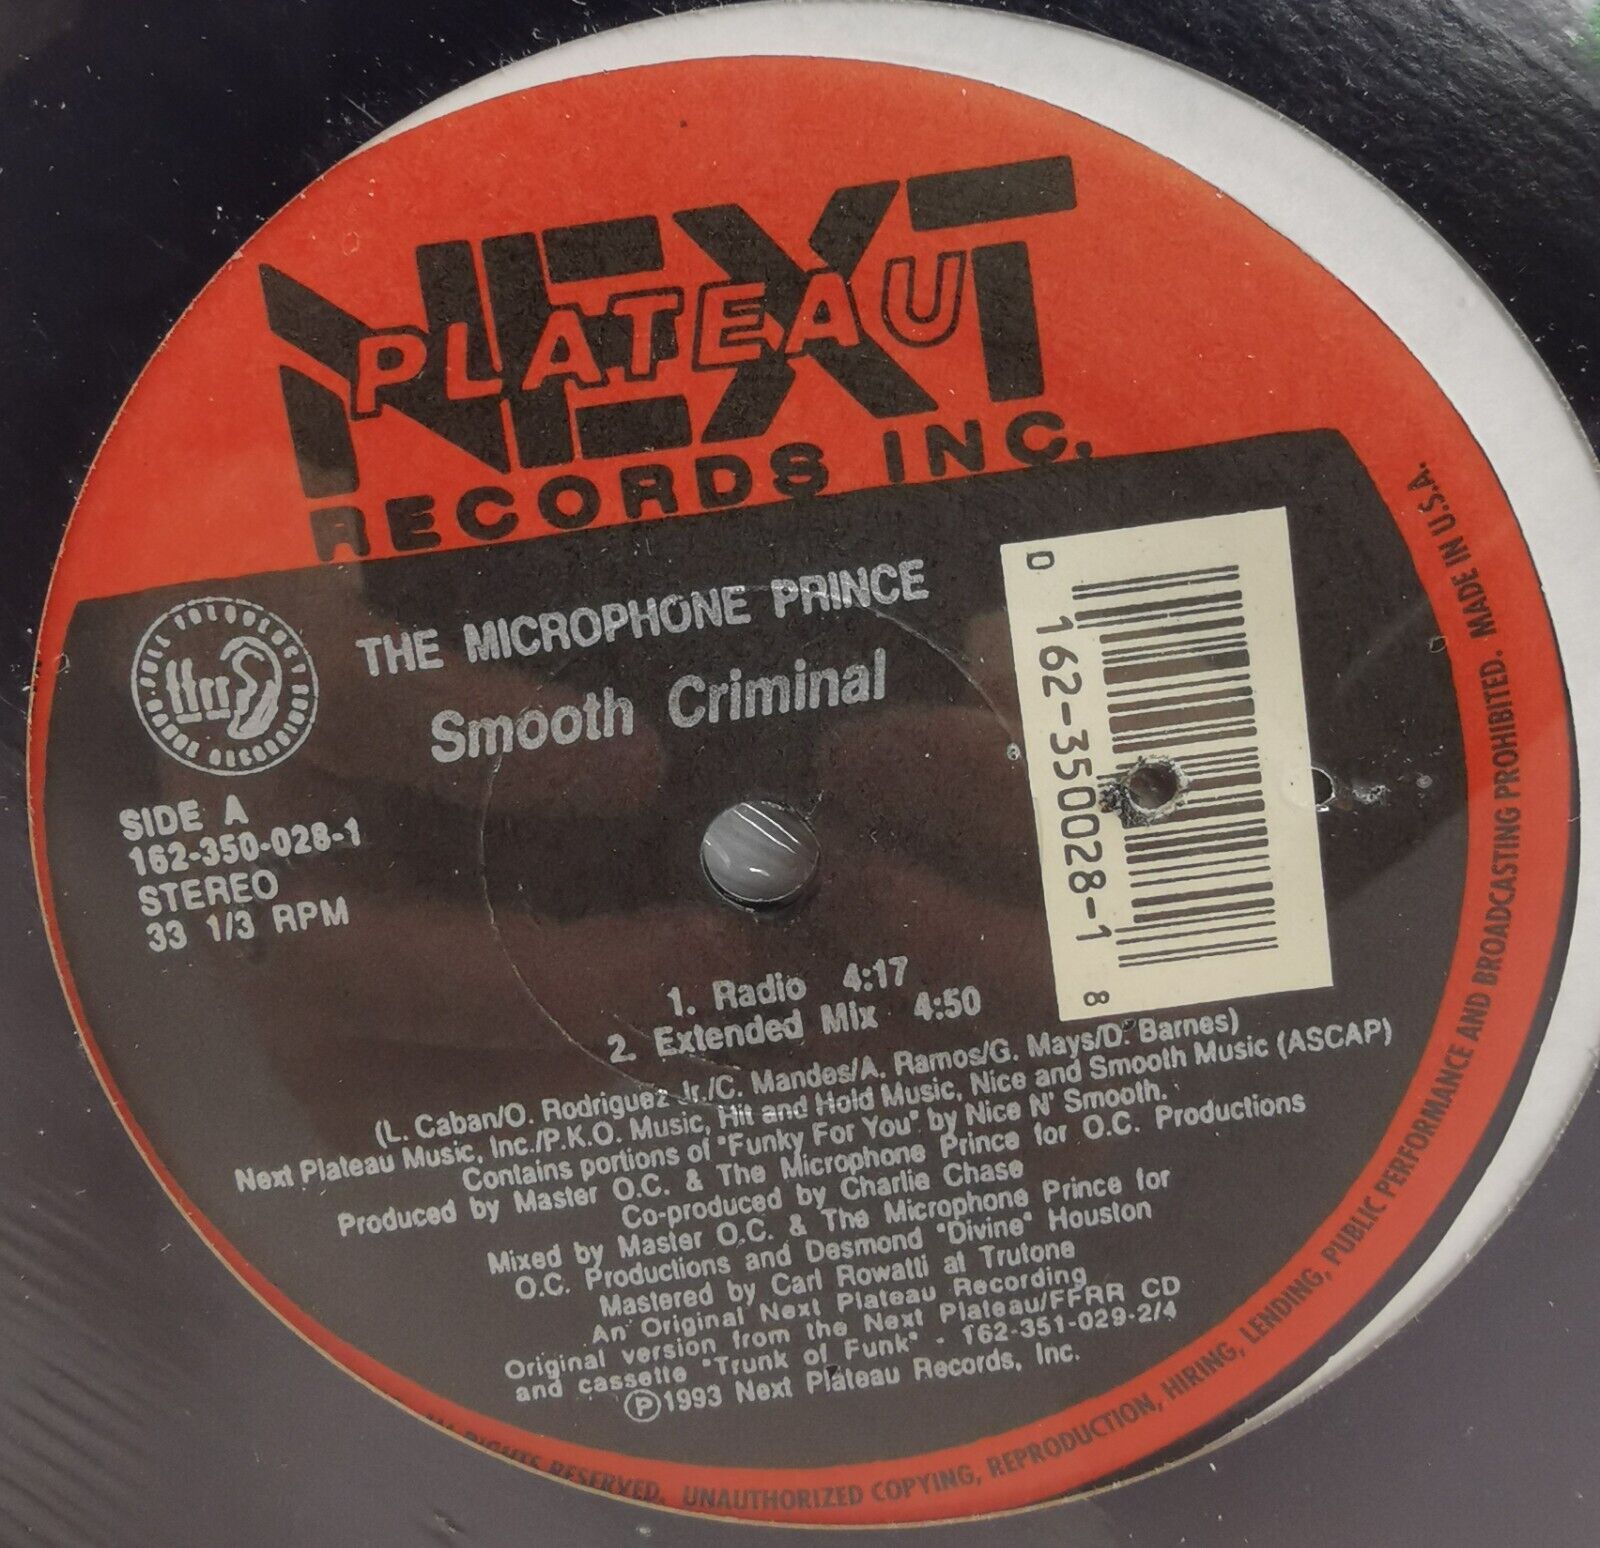 NEXT
PLATEAU
RECORDS INC.
THE MICROPHONE PRINCE
Smooth Criminal
ffrr
FULL FREQUENCY RANGE RECORDINGS
SIDE A
162-350-028-1
STEREO
33 1/3 RPM
0 162-350028-1 8
1. Radio 4:17
2. Extended Mix 4:50
(L. Caban/O. Rodriguez Jr./C. Mandes/A. Ramos/G. Mays/D. Barnes)
Next Plateau Music, Inc./P.K.O. Music, Hit and Hold Music, Nice and Smooth Music (ASCAP)
Contains portions of "Funky For You" by Nice N' Smooth.
Produced by Master O.C. & The Microphone Prince for O.C. Productions
Co-produced by Charlie Chase
Mixed by Master O.C. & The Microphone Prince for
O.C. Productions and Desmond "Divine" Houston
Mastered by Carl Rowatti at Trutone
An Original Next Plateau Recording
Original version from the Next Plateau/FFRR CD
and cassette "Trunk of Funk" - 162-351-029-2/4
Ⓟ1993 Next Plateau Records, Inc.
RIGHTS RESERVED. UNAUTHORIZED COPYING, REPRODUCTION, HIRING, LENDING, PUBLIC PERFORMANCE AND BROADCASTING PROHIBITED. MADE IN U.S.A.